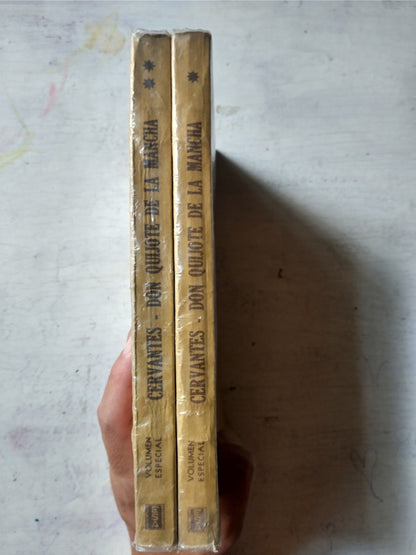 CERVANTES - DON QUIJOTE DE LA MANCHA
VOLUMEN
ESPECIAL
CERVANTES - DON QUIJOTE DE LA MANCHA
VOLUMEN
ESPECIAL